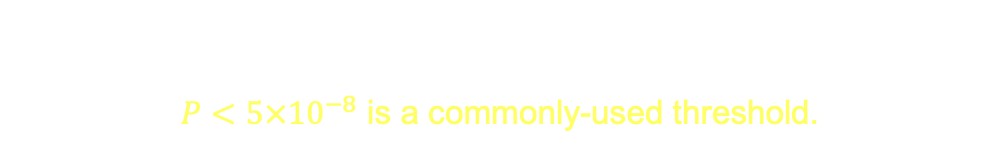 P < 5×10⁻⁸ is a commonly-used threshold.